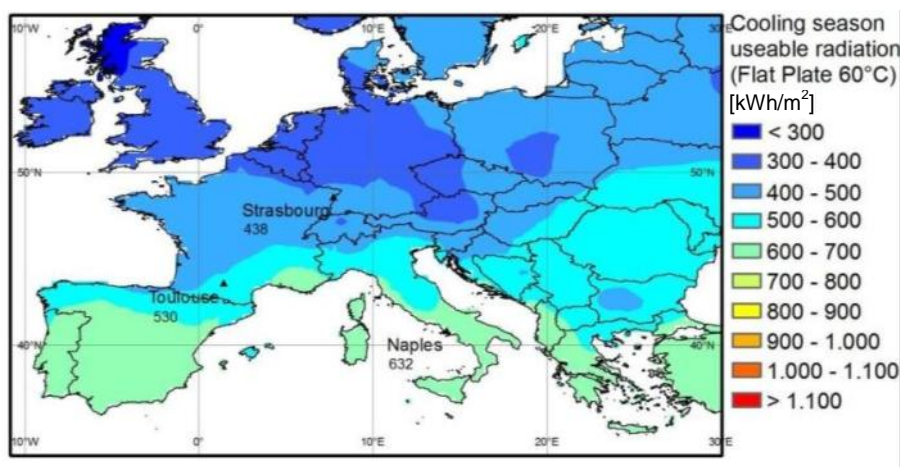 10°W
0°
10°E
20°E
30°E
Cooling season
useable radiation
(Flat Plate 60°C)
[kWh/m²]
< 300
300 - 400
50°N
50°N
400 - 500
Strasbourg
438
500 - 600
600 - 700
700 - 800
Toulouse
530
800 - 900
40°N
40°N
Naples
632
900 - 1.000
1.000 - 1.100
> 1.100
10°W
0°
10°E
20°E
30°E